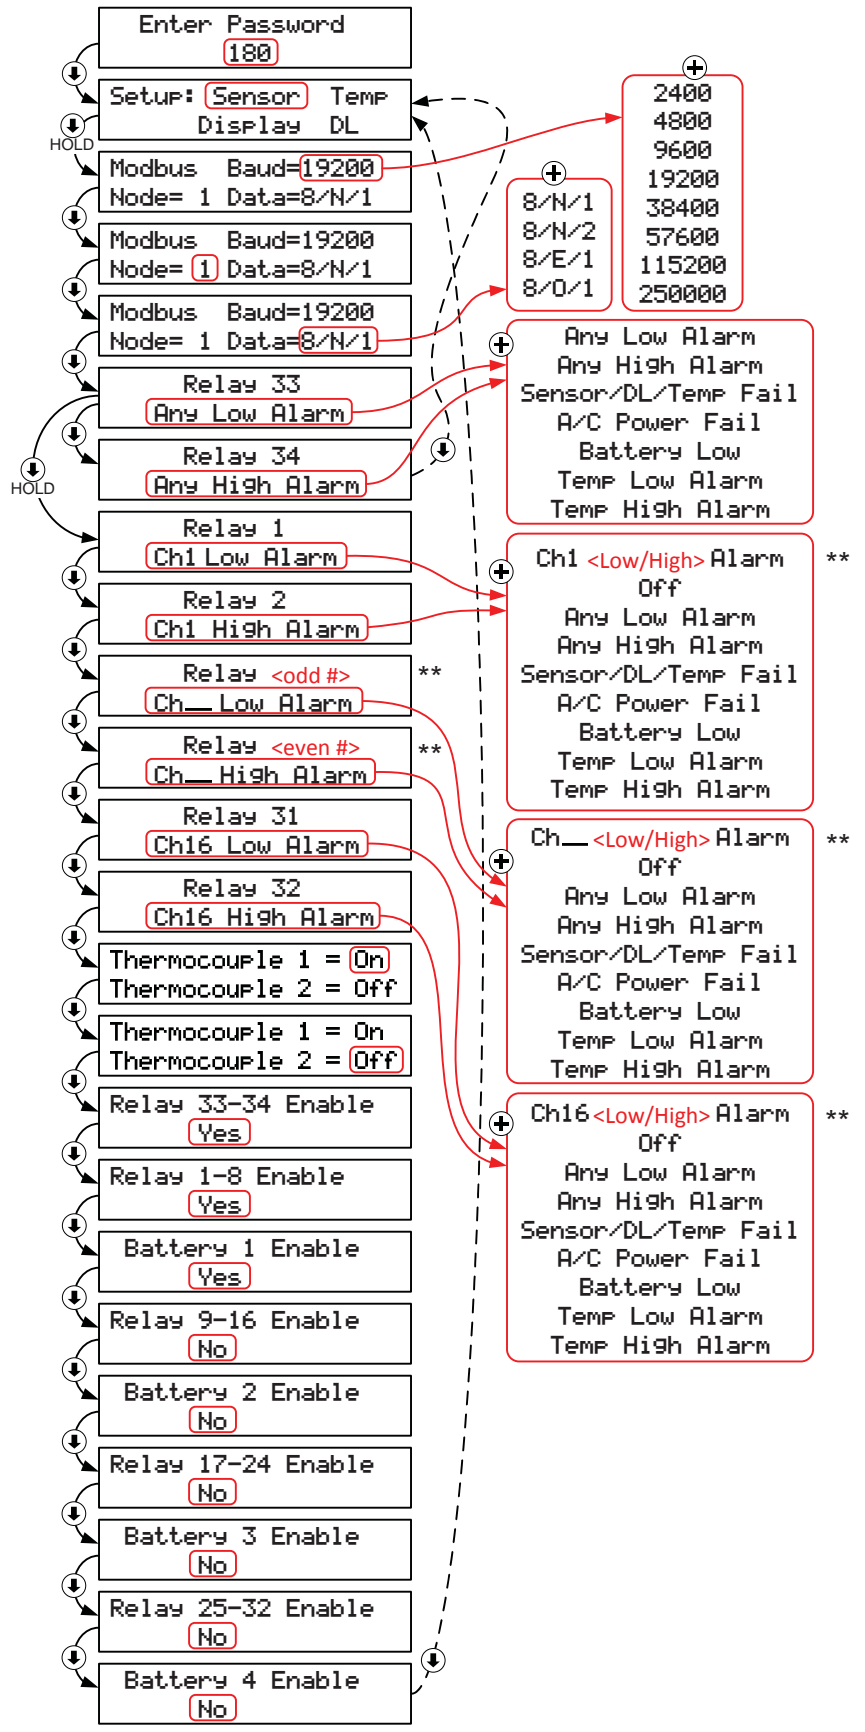 Enter Password
180
Setup: Sensor Temp
Display DL
HOLD
Modbus Baud=19200
Node= 1 Data=8/N/1
Modbus Baud=19200
Node= 1 Data=8/N/1
Modbus Baud=19200
Node= 1 Data=8/N/1
Relay 33
Any Low Alarm
Relay 34
Any High Alarm
HOLD
Relay 1
Ch1 Low Alarm
Relay 2
Ch1 High Alarm
Relay <odd #> **
Ch__ Low Alarm
Relay <even #> **
Ch__ High Alarm
Relay 31
Ch16 Low Alarm
Relay 32
Ch16 High Alarm
Thermocouple 1 = On
Thermocouple 2 = Off
Thermocouple 1 = On
Thermocouple 2 = Off
Relay 33-34 Enable
Yes
Relay 1-8 Enable
Yes
Battery 1 Enable
Yes
Relay 9-16 Enable
No
Battery 2 Enable
No
Relay 17-24 Enable
No
Battery 3 Enable
No
Relay 25-32 Enable
No
Battery 4 Enable
No
2400
4800
9600
19200
38400
57600
115200
250000
8/N/1
8/N/2
8/E/1
8/O/1
Any Low Alarm
Any High Alarm
Sensor/DL/Temp Fail
A/C Power Fail
Battery Low
Temp Low Alarm
Temp High Alarm
Ch1 <Low/High> Alarm **
Off
Any Low Alarm
Any High Alarm
Sensor/DL/Temp Fail
A/C Power Fail
Battery Low
Temp Low Alarm
Temp High Alarm
Ch__ <Low/High> Alarm **
Off
Any Low Alarm
Any High Alarm
Sensor/DL/Temp Fail
A/C Power Fail
Battery Low
Temp Low Alarm
Temp High Alarm
Ch16 <Low/High> Alarm **
Off
Any Low Alarm
Any High Alarm
Sensor/DL/Temp Fail
A/C Power Fail
Battery Low
Temp Low Alarm
Temp High Alarm